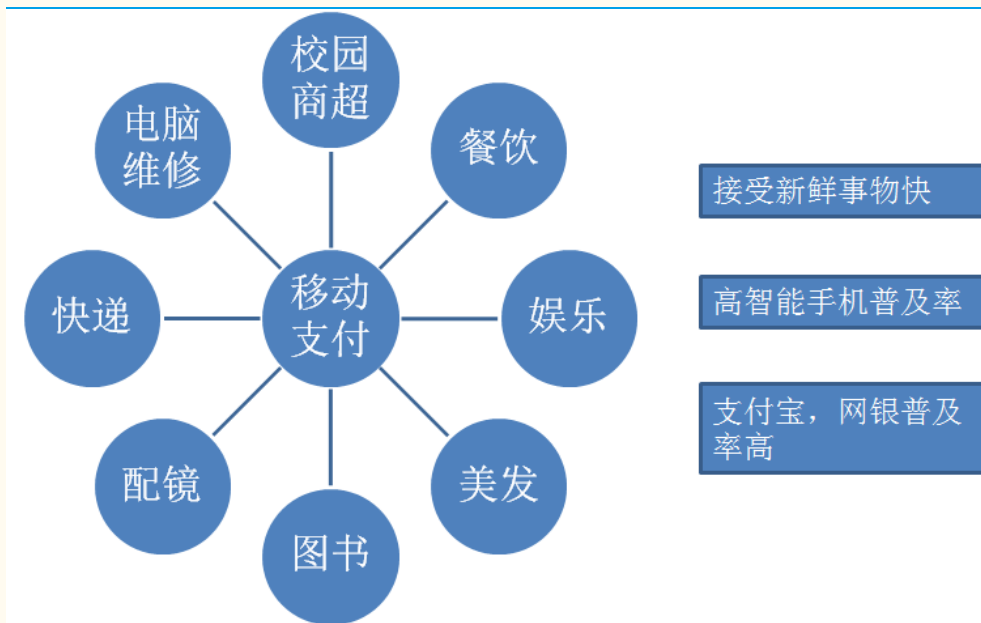 校园
商超
餐饮
娱乐
美发
图书
配镜
快递
电脑
维修
移动
支付
接受新鲜事物快
高智能手机普及率
支付宝，网银普及
率高